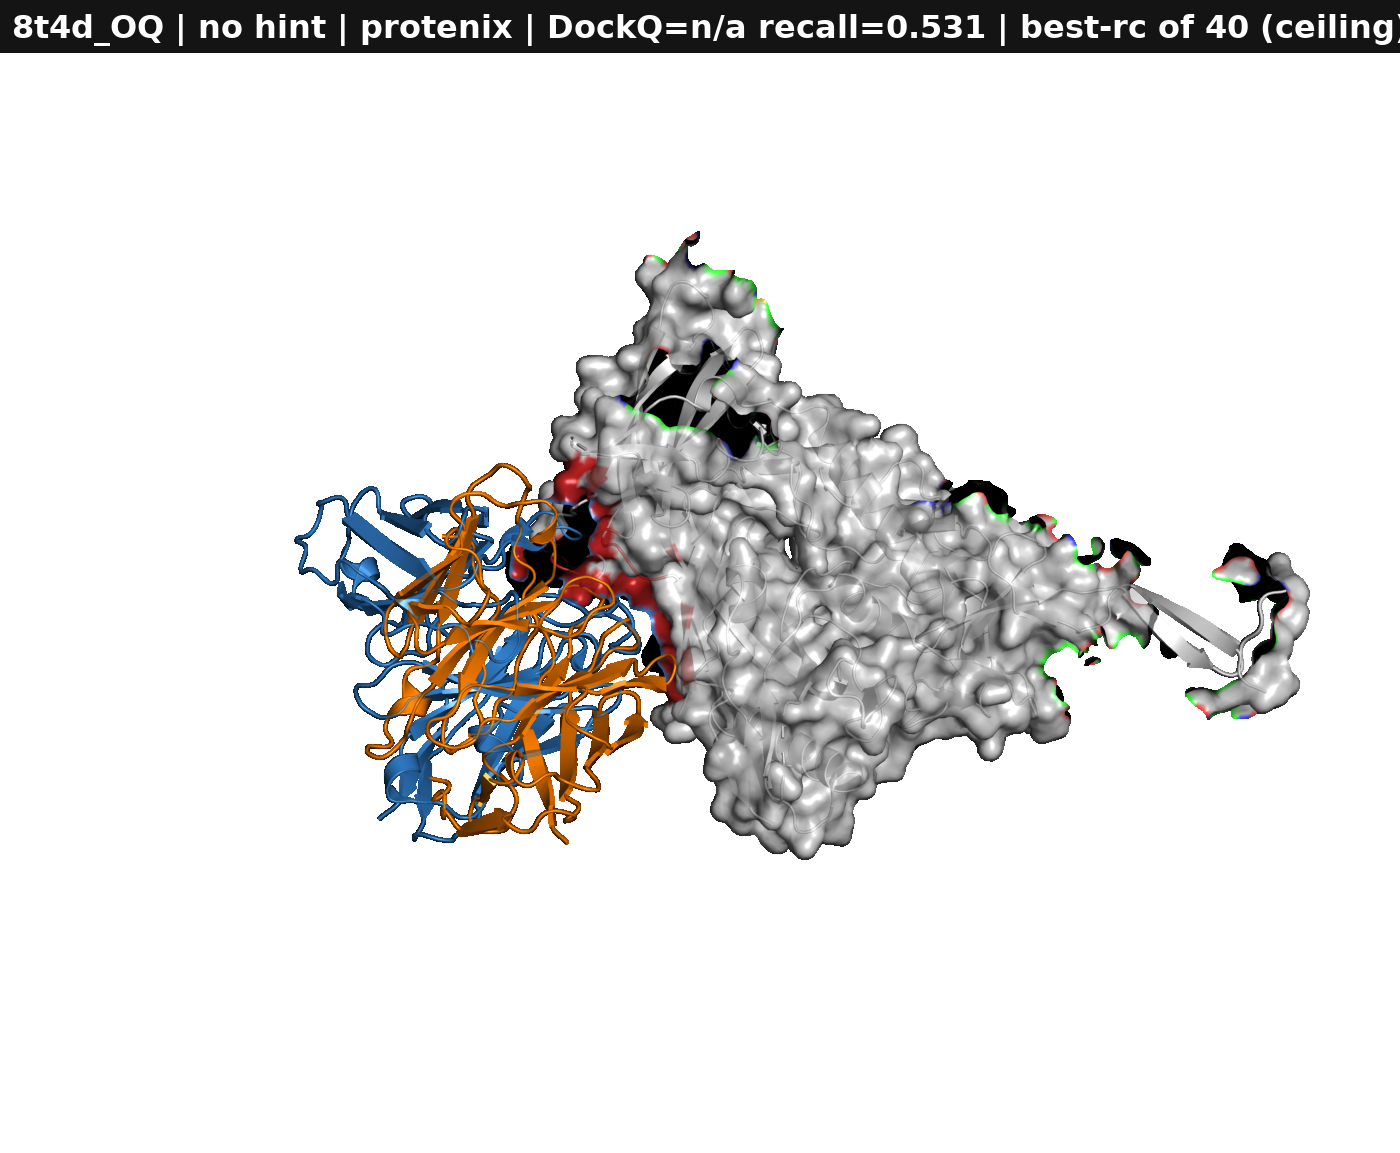 8t4d_OQ | no hint | protenix | DockQ=n/a recall=0.531 | best-rc of 40 (ceiling)